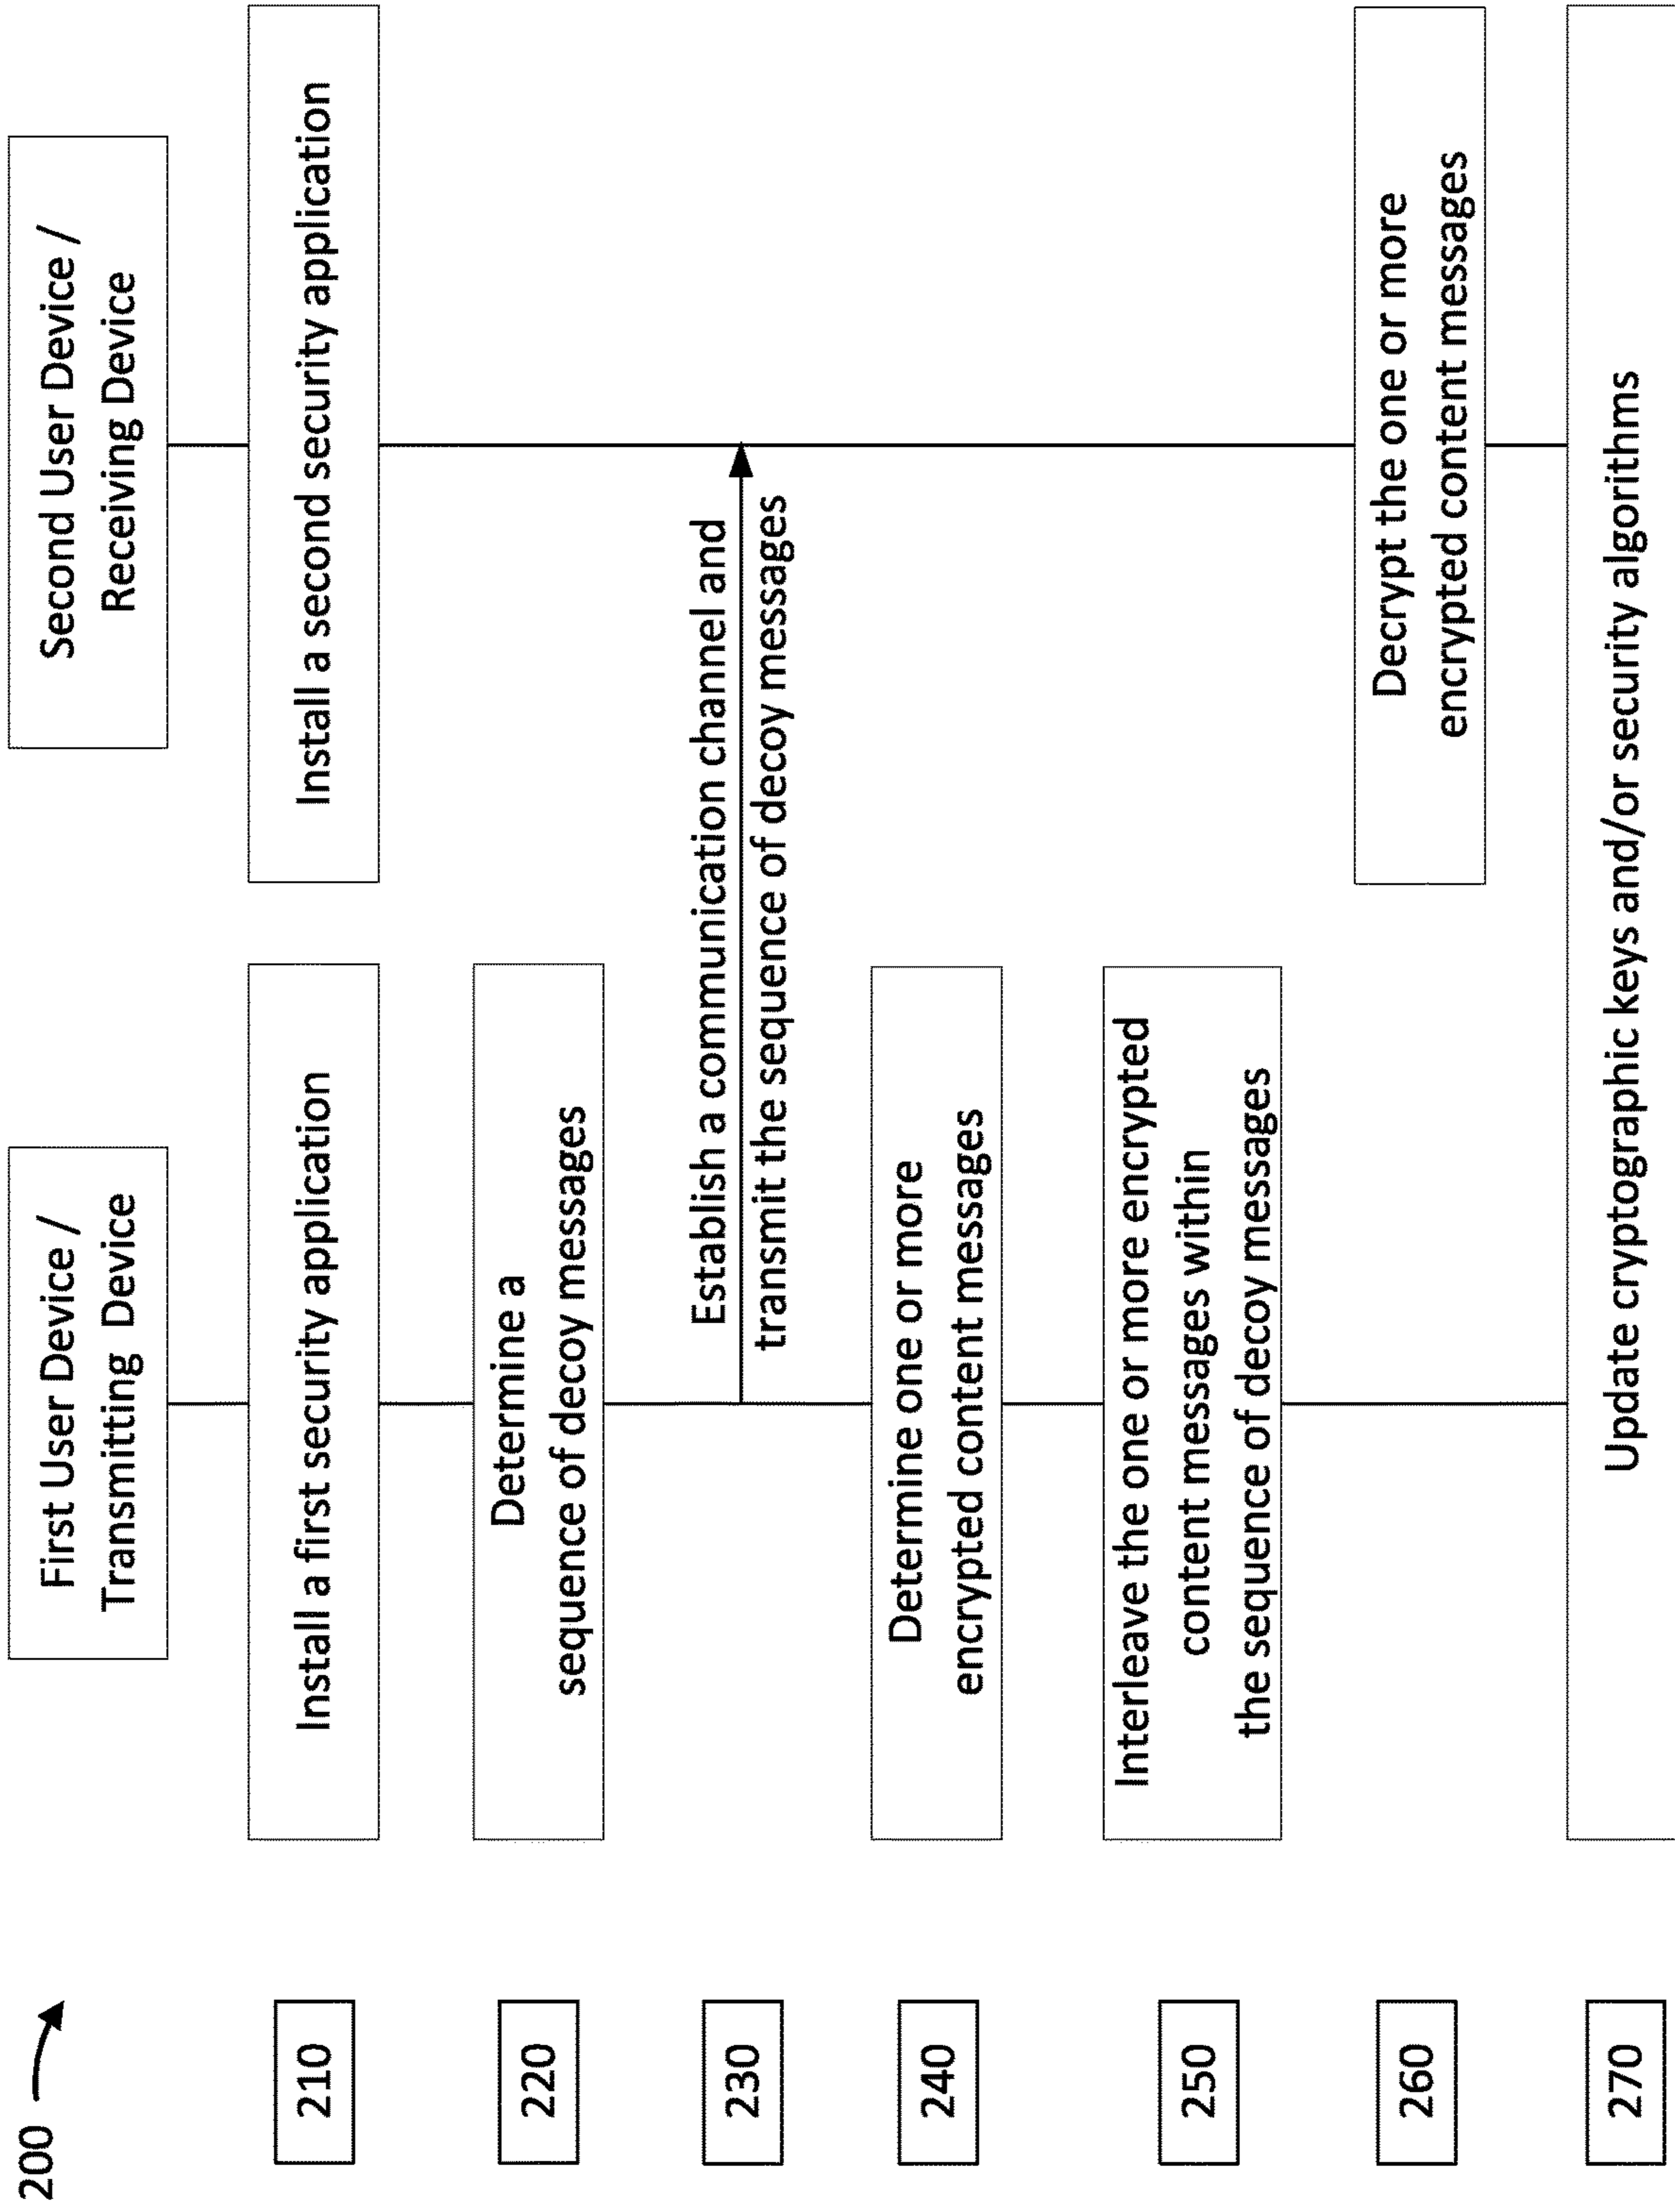 200
First User Device /
Transmitting Device
Second User Device /
Receiving Device
210
Install a first security application
Install a second security application
220
Determine a
sequence of decoy messages
230
Establish a communication channel and
transmit the sequence of decoy messages
240
Determine one or more
encrypted content messages
250
Interleave the one or more encrypted
content messages within
the sequence of decoy messages
260
Decrypt the one or more
encrypted content messages
270
Update cryptographic keys and/or security algorithms